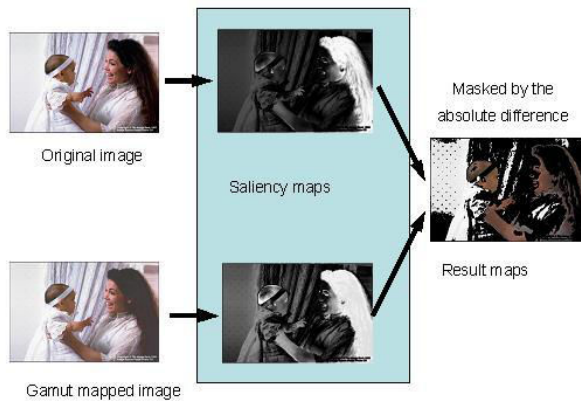 Original image
Saliency maps
Masked by the
absolute difference
Result maps
Gamut mapped image